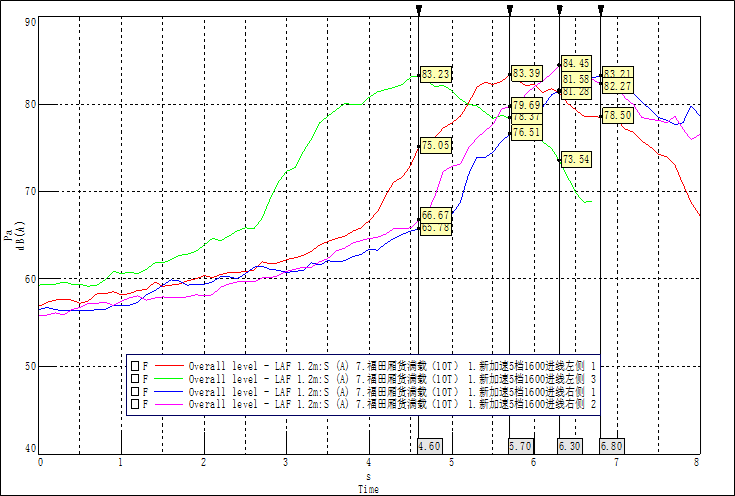 90
80
70
60
50
40
Pa
dB(A)
83.23
75.05
66.67
65.78
83.39
79.69
78.37
76.51
84.45
81.58
81.28
73.54
83.21
82.27
78.50
F Overall level - LAF 1.2m:S (A) 7.福田厢货满载(10T) 1.新加速5档1600进线左侧 1
F Overall level - LAF 1.2m:S (A) 7.福田厢货满载(10T) 1.新加速5档1600进线左侧 3
F Overall level - LAF 1.2m:S (A) 7.福田厢货满载(10T) 1.新加速5档1600进线右侧 1
F Overall level - LAF 1.2m:S (A) 7.福田厢货满载(10T) 1.新加速5档1600进线右侧 2
4.60 5.70 6.30 6.80
0 1 2 3 4 5 6 7 8
s
Time